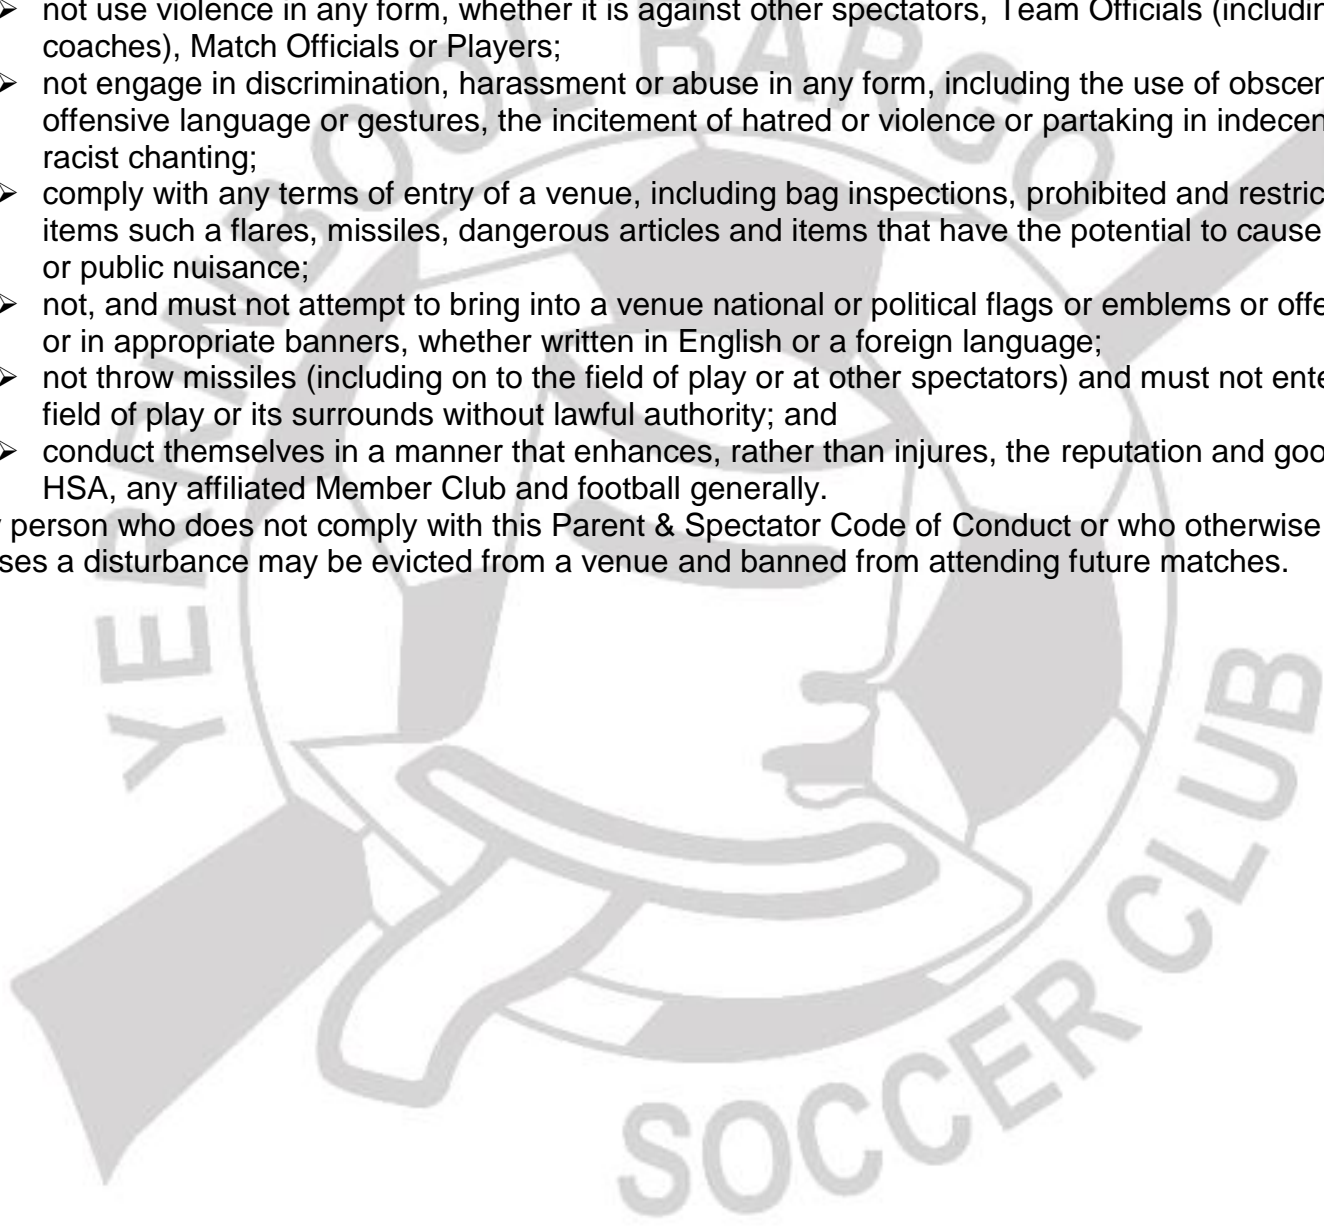 ➢ not use violence in any form, whether it is against other spectators, Team Officials (includin
coaches), Match Officials or Players;
➢ not engage in discrimination, harassment or abuse in any form, including the use of obscen
offensive language or gestures, the incitement of hatred or violence or partaking in indecen
racist chanting;
➢ comply with any terms of entry of a venue, including bag inspections, prohibited and restric
items such a flares, missiles, dangerous articles and items that have the potential to cause
or public nuisance;
➢ not, and must not attempt to bring into a venue national or political flags or emblems or offe
or in appropriate banners, whether written in English or a foreign language;
➢ not throw missiles (including on to the field of play or at other spectators) and must not ente
field of play or its surrounds without lawful authority; and
➢ conduct themselves in a manner that enhances, rather than injures, the reputation and goo
HSA, any affiliated Member Club and football generally.
y person who does not comply with this Parent & Spectator Code of Conduct or who otherwise
ses a disturbance may be evicted from a venue and banned from attending future matches.
YERRINBOOL BARGO
SOCCER CLUB